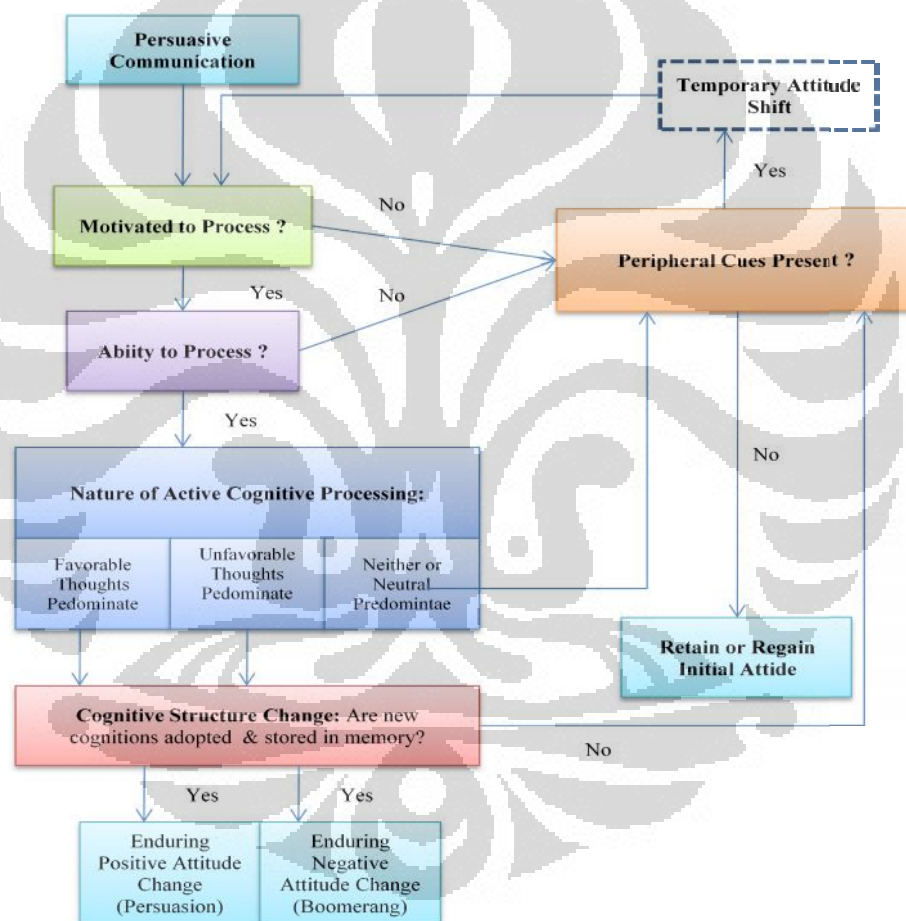 Persuasive
Communication
Temporary Attitude
Shift
Yes
No
Motivated to Process ?
Peripheral Cues Present ?
Yes
No
Abiity to Process ?
Yes
No
Nature of Active Cognitive Processing:
Favorable
Thoughts
Pedominate
Unfavorable
Thoughts
Pedominate
Neither or
Neutral
Predomintae
Retain or Regain
Initial Attide
Cognitive Structure Change: Are new
cognitions adopted & stored in memory?
No
Yes
Yes
Enduring
Positive Attitude
Change
(Persuasion)
Enduring
Negative
Attitude Change
(Boomerang)